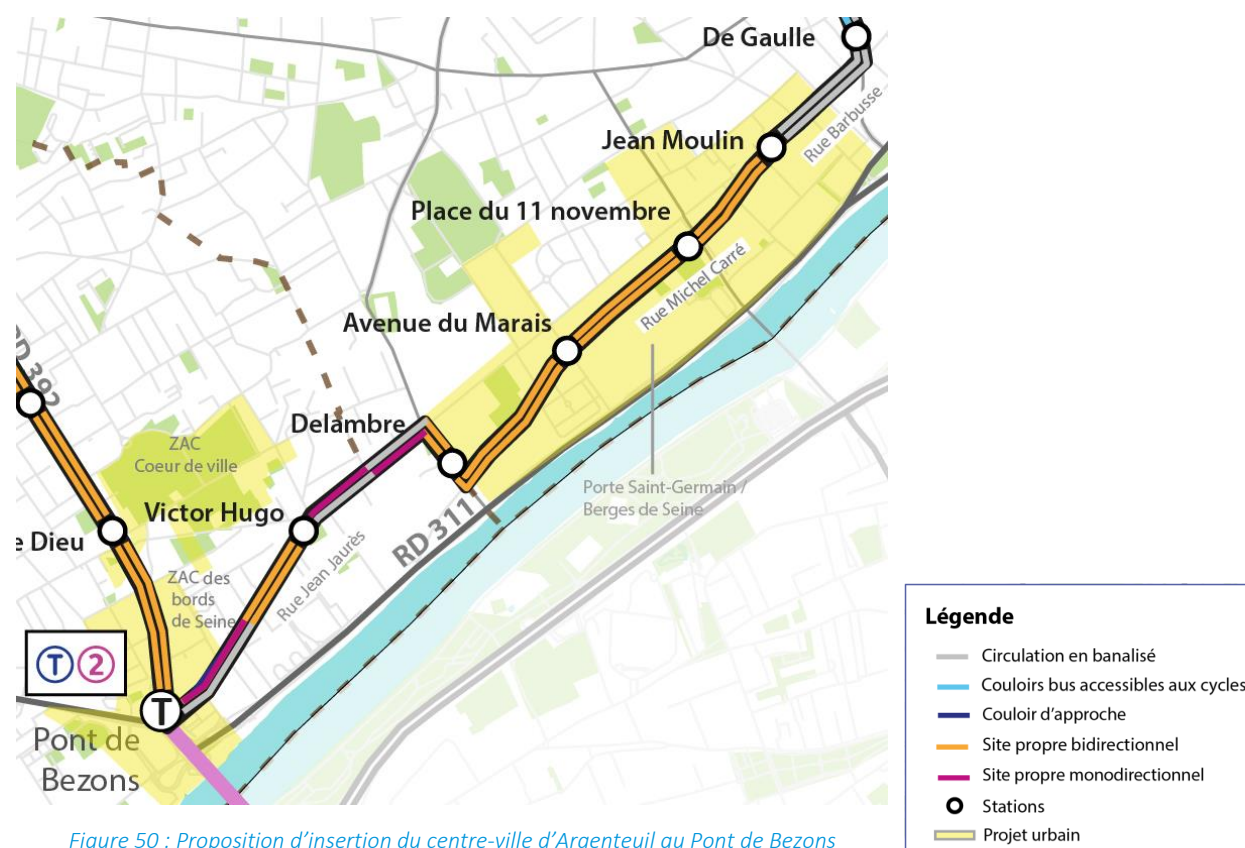 De Gaulle
Rue Barbusse
Jean Moulin
Place du 11 novembre
Rue Michel Carré
Avenue du Marais
RD 392
Delambre
ZAC
Coeur de ville
Porte Saint-Germain /
Berges de Seine
Victor Hugo
e Dieu
RD 311
Rue Jean Jaurès
ZAC des
bords
de Seine
T 2
T
Pont de
Bezons
Légende
Circulation en banalisé
Couloirs bus accessibles aux cycles
Couloir d'approche
Site propre bidirectionnel
Site propre monodirectionnel
Stations
Projet urbain
Figure 50 : Proposition d'insertion du centre-ville d'Argenteuil au Pont de Bezons